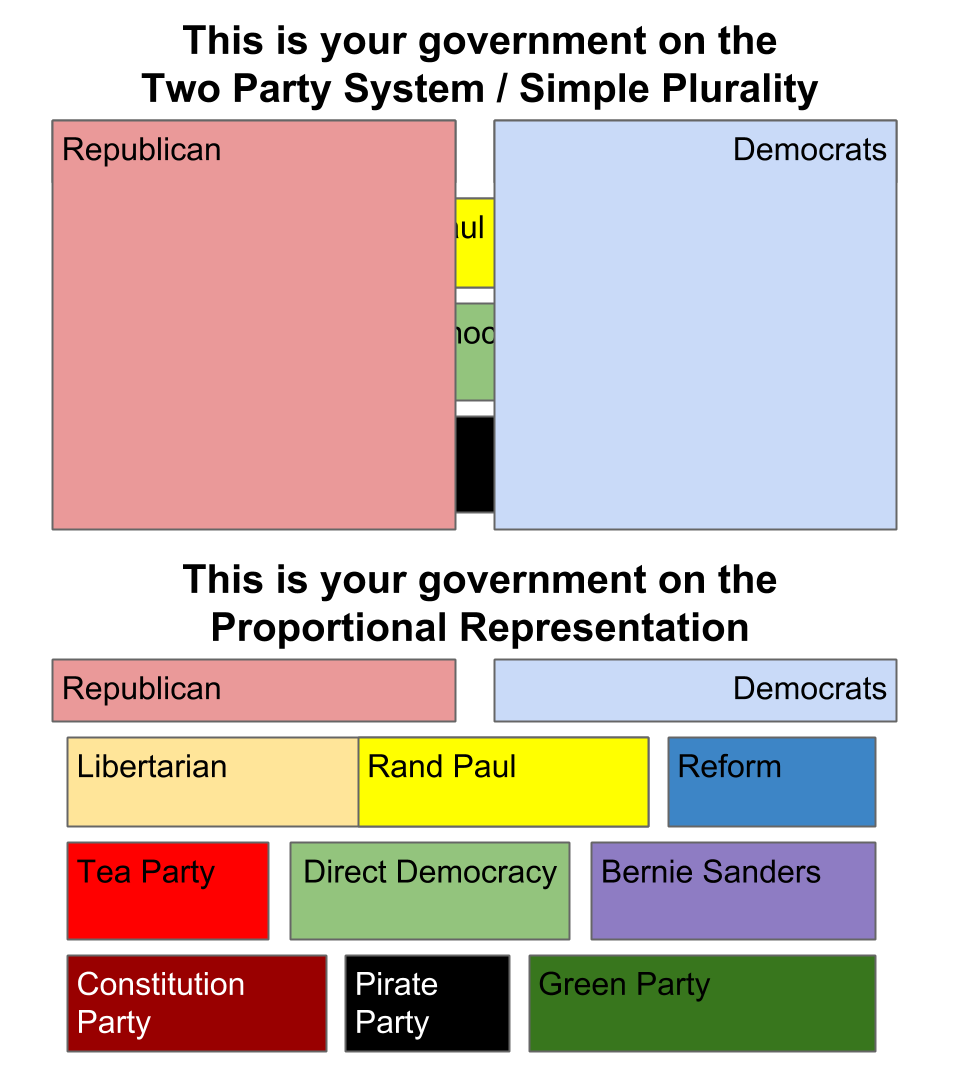 This is your government on the
Two Party System / Simple Plurality
Republican
Democrats
This is your government on the
Proportional Representation
Republican
Democrats
Libertarian
Rand Paul
Reform
Tea Party
Direct Democracy
Bernie Sanders
Constitution
Party
Pirate
Party
Green Party